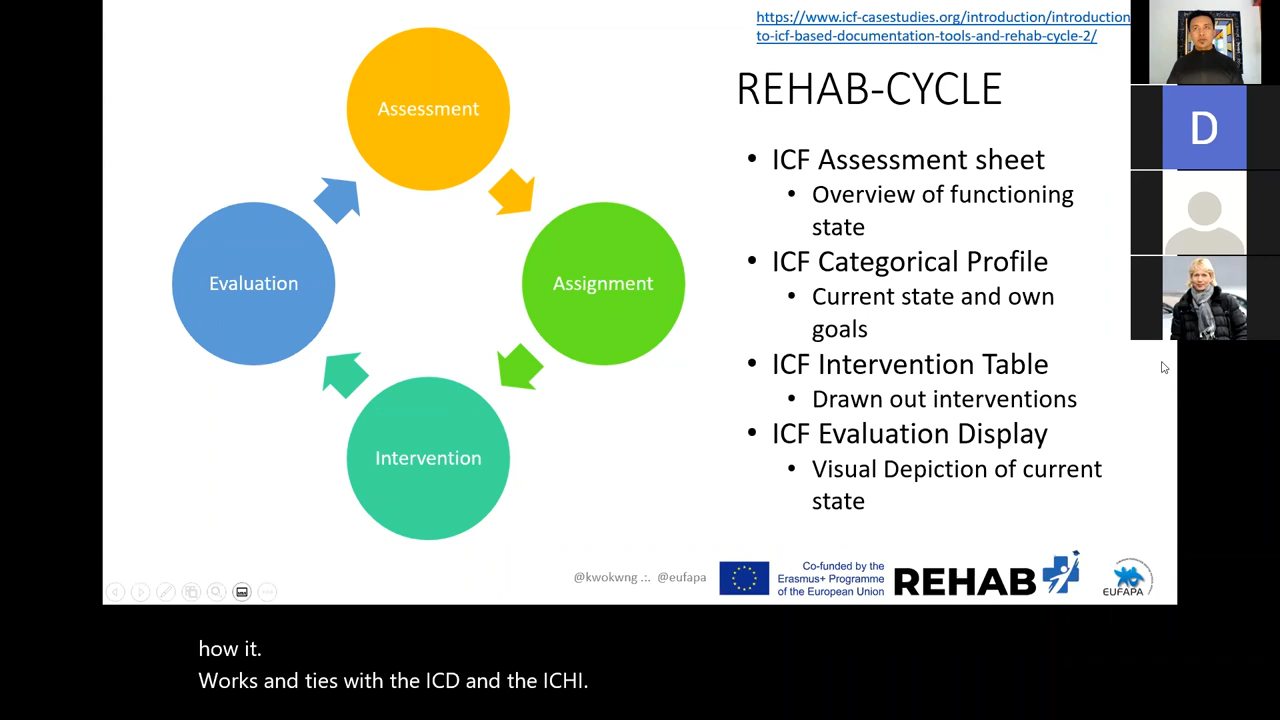 https://www.icf-casestudies.org/introduction/introduction
to-icf-based-documentation-tools-and-rehab-cycle-2/
REHAB-CYCLE
Assessment
Evaluation
Assignment
Intervention
• ICF Assessment sheet
• Overview of functioning
state
• ICF Categorical Profile
• Current state and own
goals
• ICF Intervention Table
• Drawn out interventions
• ICF Evaluation Display
• Visual Depiction of current
state
D
@kwokwng .:. @eufapa
Co-funded by the
Erasmus+ Programme
of the European Union
REHAB
EUFAPA
how it.
Works and ties with the ICD and the ICHI.